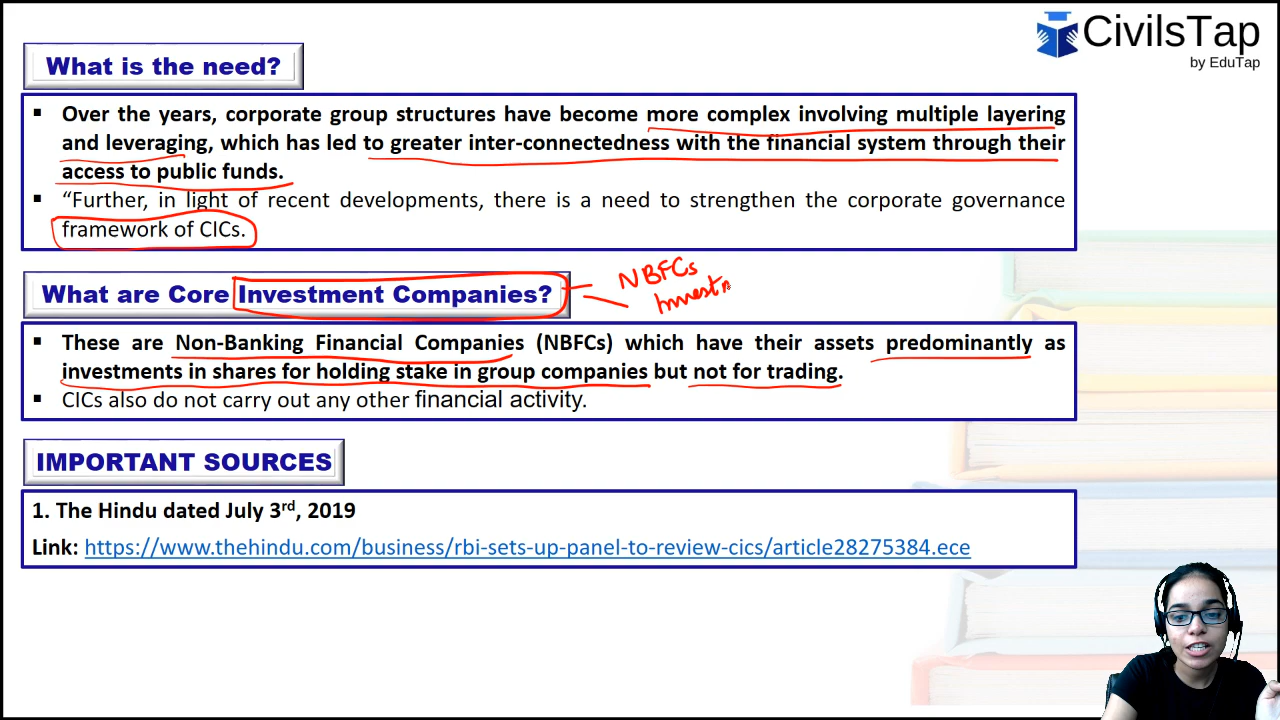 CivilsTap
by EduTap
What is the need?
▪ Over the years, corporate group structures have become more complex involving multiple layering
and leveraging, which has led to greater inter-connectedness with the financial system through their
access to public funds.
▪ “Further, in light of recent developments, there is a need to strengthen the corporate governance
framework of CICs.
What are Core Investment Companies?
NBFCs
Investm
▪ These are Non-Banking Financial Companies (NBFCs) which have their assets predominantly as
investments in shares for holding stake in group companies but not for trading.
▪ CICs also do not carry out any other financial activity.
IMPORTANT SOURCES
1. The Hindu dated July 3rd, 2019
Link: https://www.thehindu.com/business/rbi-sets-up-panel-to-review-cics/article28275384.ece